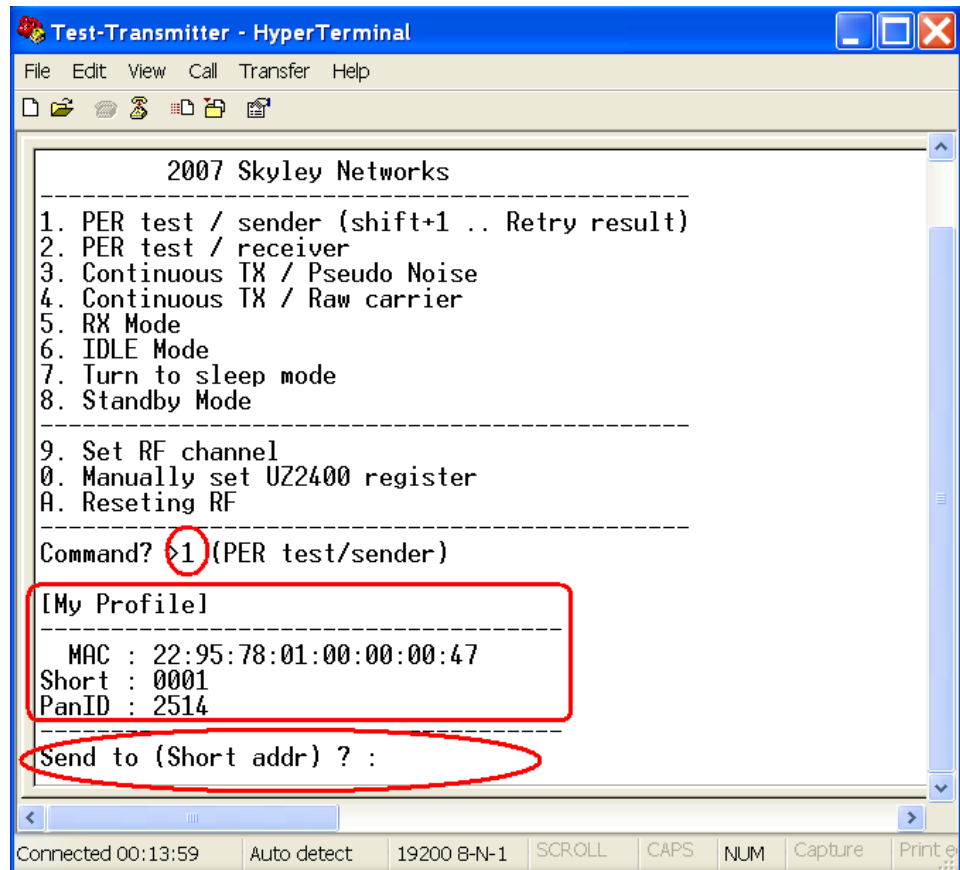 Test-Transmitter - HyperTerminal
File Edit View Call Transfer Help
2007 Skyley Networks
1. PER test / sender (shift+1 .. Retry result)
2. PER test / receiver
3. Continuous TX / Pseudo Noise
4. Continuous TX / Raw carrier
5. RX Mode
6. IDLE Mode
7. Turn to sleep mode
8. Standby Mode
9. Set RF channel
0. Manually set UZ2400 register
A. Reseting RF
Command? >1 (PER test/sender)
[My Profile]
MAC : 22:95:78:01:00:00:00:47
Short : 0001
PanID : 2514
Send to (Short addr) ? :
Connected 00:13:59 Auto detect 19200 8-N-1 SCROLL CAPS NUM Capture Print e